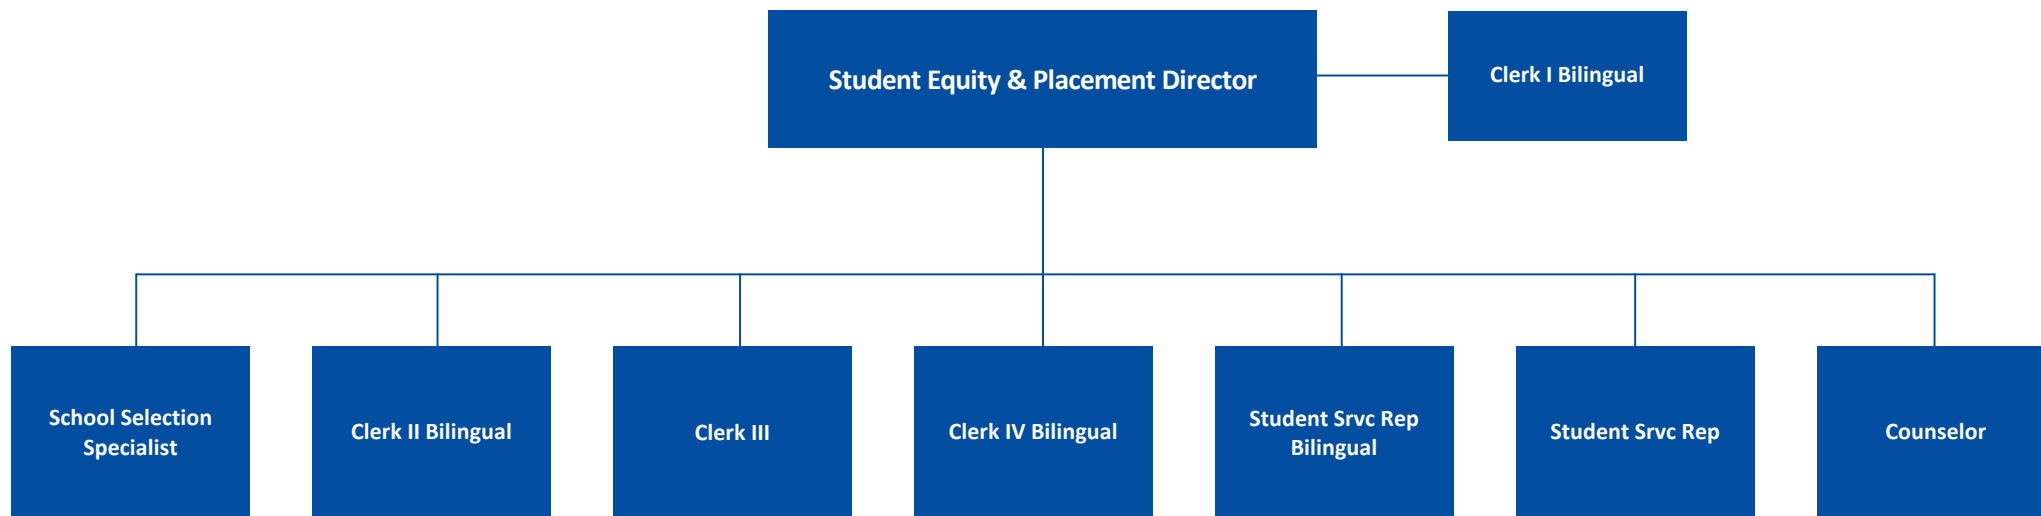 Student Equity & Placement Director
Clerk I Bilingual
School Selection
Specialist
Clerk II Bilingual
Clerk III
Clerk IV Bilingual
Student Srvc Rep
Bilingual
Student Srvc Rep
Counselor